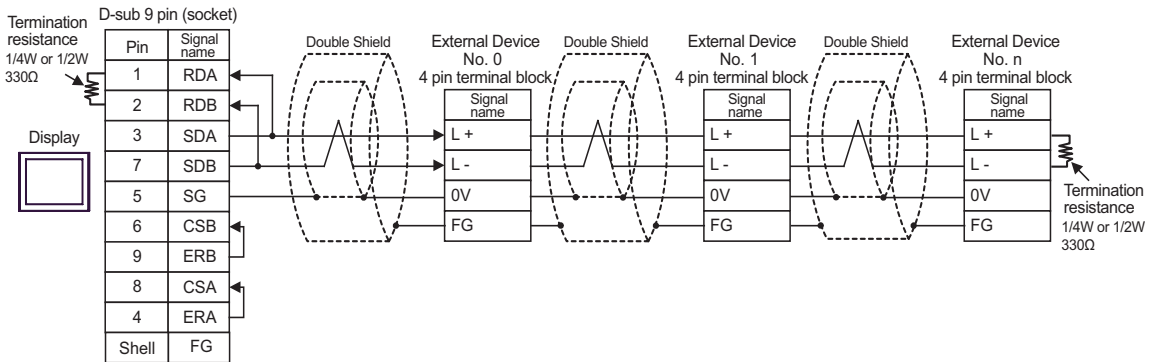 D-sub 9 pin (socket)
Termination
resistance
1/4W or 1/2W
330Ω
Display
Pin Signal name
1 RDA
2 RDB
3 SDA
7 SDB
5 SG
6 CSB
9 ERB
8 CSA
4 ERA
Shell FG
Double Shield
External Device
No. 0
4 pin terminal block
Signal
name
L +
L -
0V
FG
Double Shield
External Device
No. 1
4 pin terminal block
Signal
name
L +
L -
0V
FG
Double Shield
External Device
No. n
4 pin terminal block
Signal
name
L +
L -
0V
FG
Termination
resistance
1/4W or 1/2W
330Ω